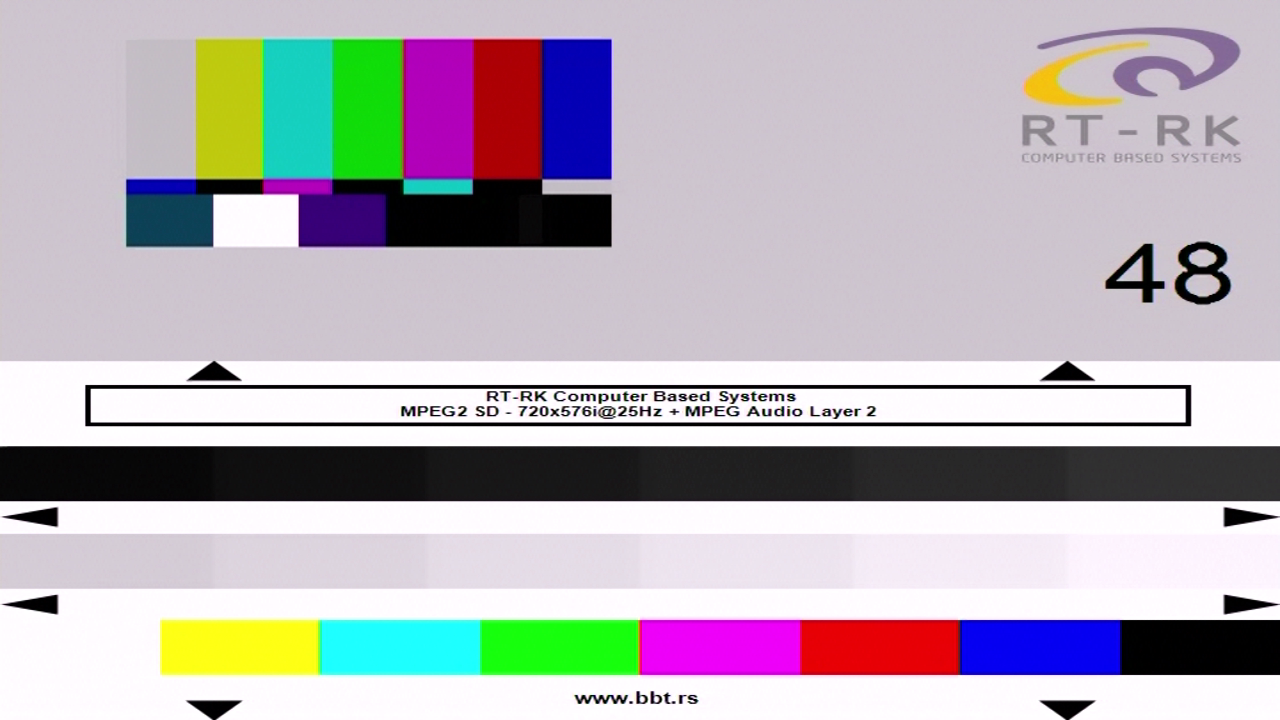 RT-RK
COMPUTER BASED SYSTEMS
48
RT-RK Computer Based Systems
MPEG2 SD - 720x576i@25Hz + MPEG Audio Layer 2
www.bbt.rs